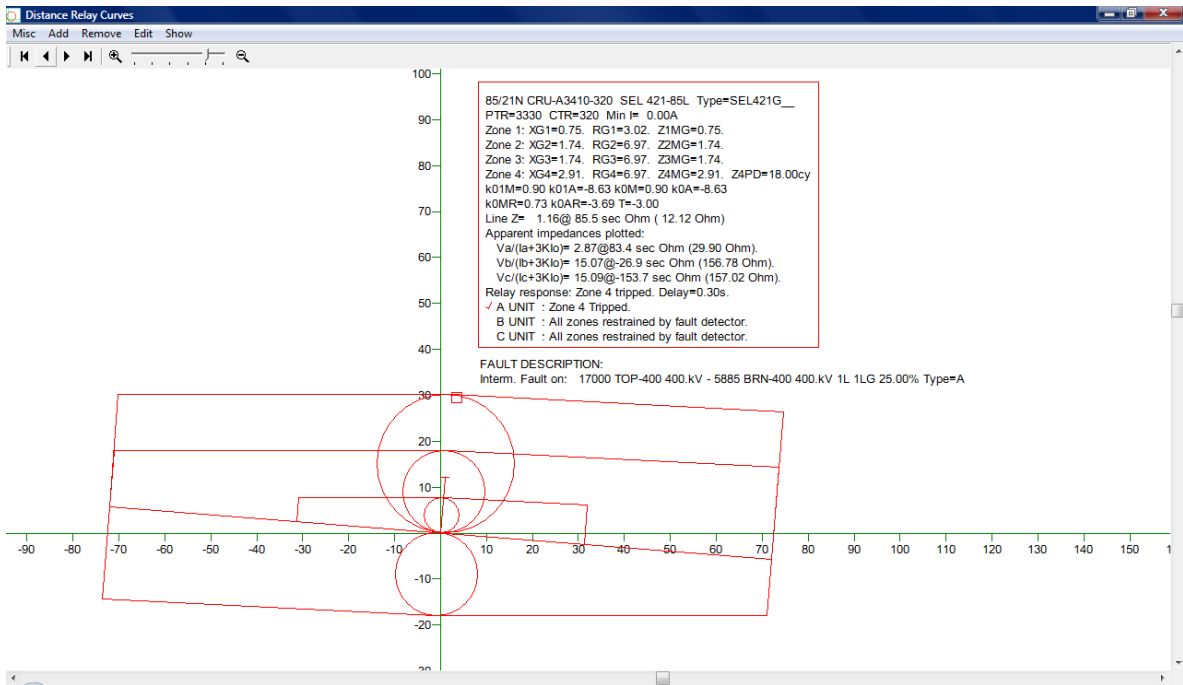 Distance Relay Curves
Misc Add Remove Edit Show
100
90
80
70
60
50
40
30
20
10
-10
-20
-90 -80 -70 -60 -50 -40 -30 -20 -10 10 20 30 40 50 60 70 80 90 100 110 120 130 140 150
85/21N CRU-A3410-320 SEL 421-85L Type=SEL421G__
PTR=3330 CTR=320 Min I= 0.00A
Zone 1: XG1=0.75. RG1=3.02. Z1MG=0.75.
Zone 2: XG2=1.74. RG2=6.97. Z2MG=1.74.
Zone 3: XG3=1.74. RG3=6.97. Z3MG=1.74.
Zone 4: XG4=2.91. RG4=6.97. Z4MG=2.91. Z4PD=18.00cy
k01M=0.90 k01A=-8.63 k0M=0.90 k0A=-8.63
k0MR=0.73 k0AR=-3.69 T=-3.00
Line Z= 1.16@ 85.5 sec Ohm ( 12.12 Ohm)
Apparent impedances plotted:
Va/(Ia+3KIo)= 2.87@83.4 sec Ohm (29.90 Ohm).
Vb/(Ib+3KIo)= 15.07@-26.9 sec Ohm (156.78 Ohm).
Vc/(Ic+3KIo)= 15.09@-153.7 sec Ohm (157.02 Ohm).
Relay response: Zone 4 tripped. Delay=0.30s.
✓ A UNIT : Zone 4 Tripped.
B UNIT : All zones restrained by fault detector.
C UNIT : All zones restrained by fault detector.
FAULT DESCRIPTION:
Interm. Fault on: 17000 TOP-400 400.kV - 5885 BRN-400 400.kV 1L 1LG 25.00% Type=A